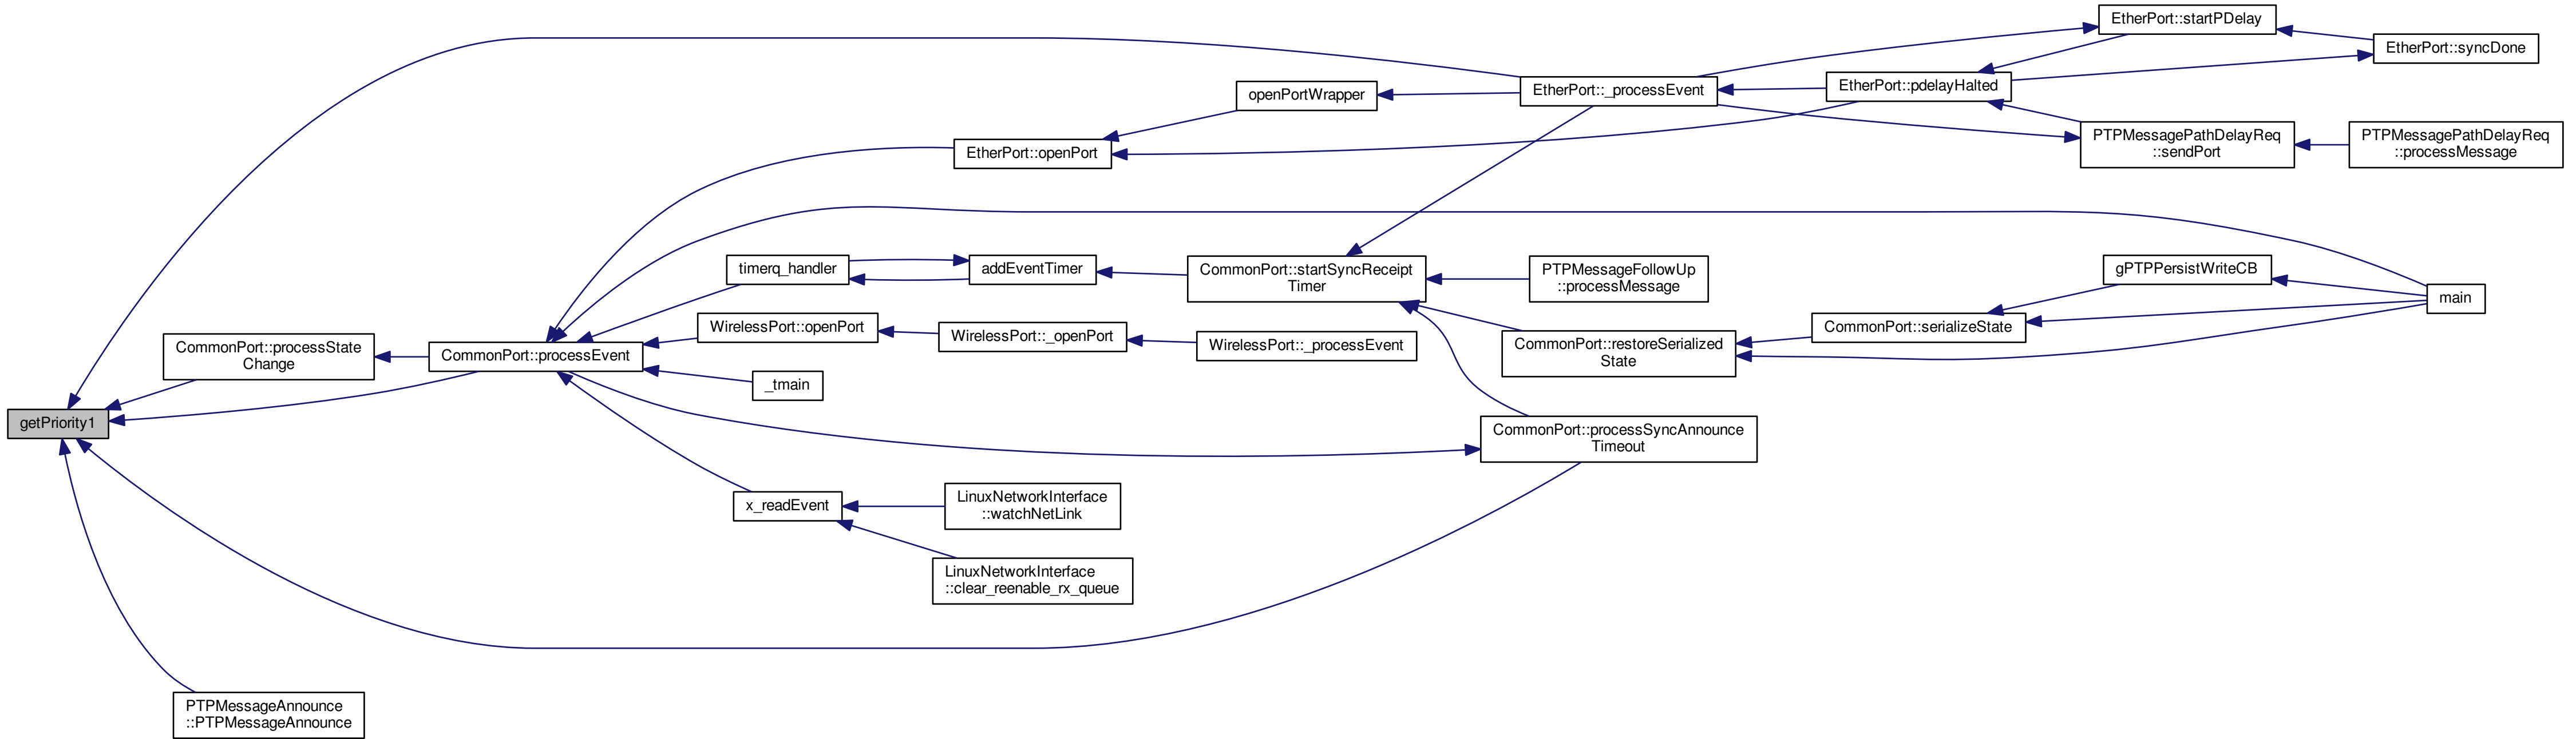 EtherPort::startPDelay
EtherPort::syncDone
EtherPort::_processEvent
EtherPort::pdelayHalted
openPortWrapper
PTPMessagePathDelayReq
::sendPort
PTPMessagePathDelayReq
::processMessage
EtherPort::openPort
timerq_handler
addEventTimer
CommonPort::startSyncReceipt
Timer
PTPMessageFollowUp
::processMessage
gPTPPersistWriteCB
main
WirelessPort::openPort
WirelessPort::_openPort
WirelessPort::_processEvent
CommonPort::serializeState
CommonPort::restoreSerialized
State
CommonPort::processState
Change
CommonPort::processEvent
_tmain
getPriority1
CommonPort::processSyncAnnounce
Timeout
x_readEvent
LinuxNetworkInterface
::watchNetLink
LinuxNetworkInterface
::clear_reenable_rx_queue
PTPMessageAnnounce
::PTPMessageAnnounce